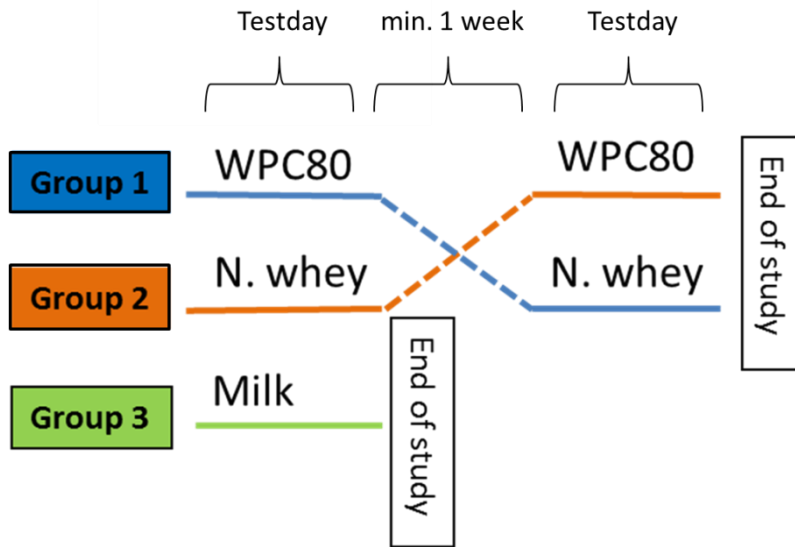 Testday
min. 1 week
Testday
Group 1
WPC80
WPC80
End of study
Group 2
N. whey
N. whey
Group 3
Milk
End of study